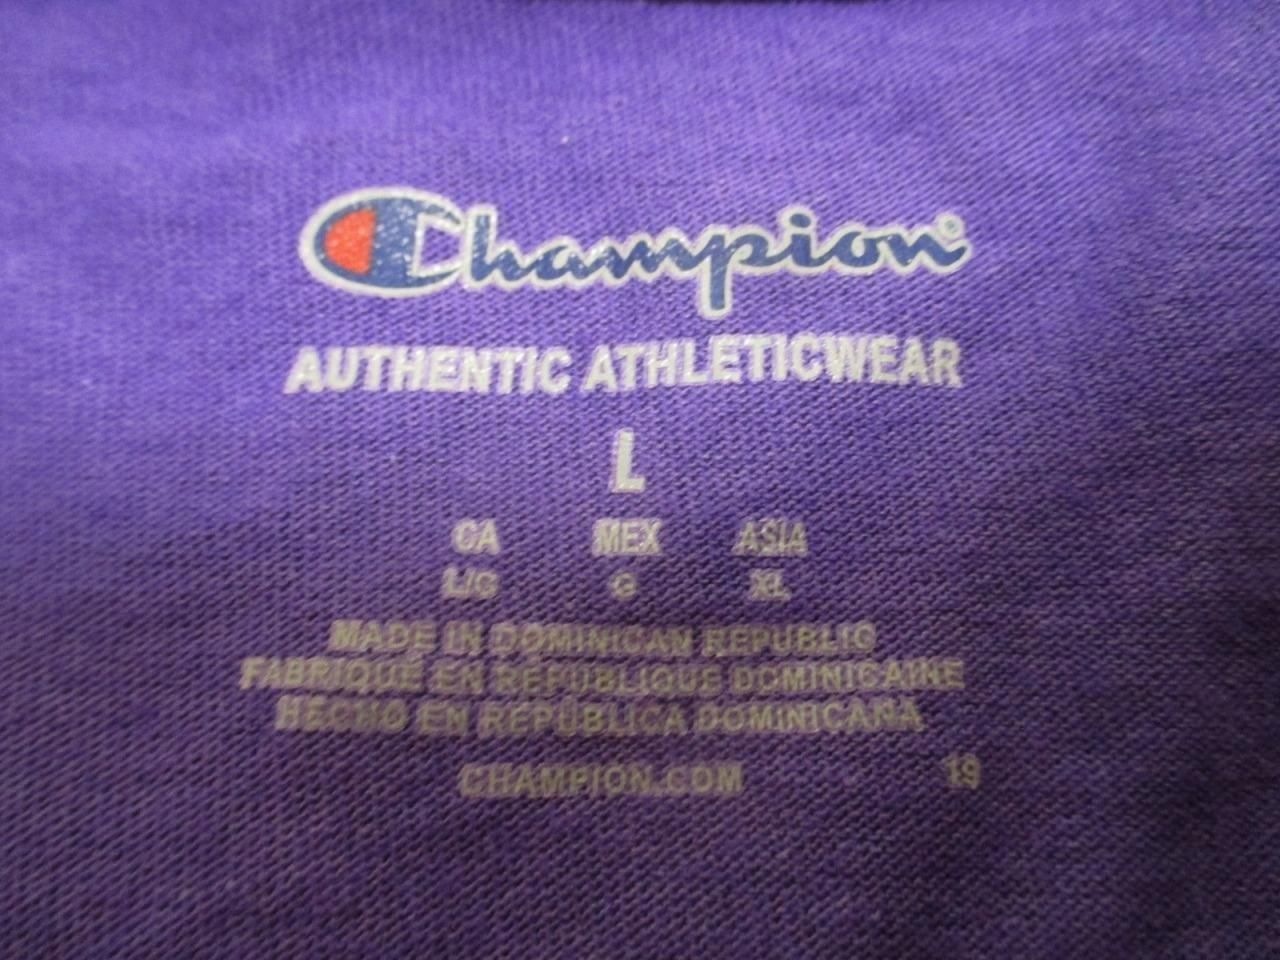 Champion®
AUTHENTIC ATHLETICWEAR
L
CA MEX ASIA
L/G G XL
MADE IN DOMINICAN REPUBLIC
FABRIQUÉ EN RÉPUBLIQUE DOMINICAINE
HECHO EN REPÚBLICA DOMINICANA
CHAMPION.COM 19